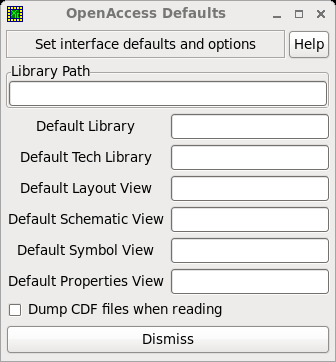 OpenAccess Defaults
Set interface defaults and options
Help
Library Path
Default Library
Default Tech Library
Default Layout View
Default Schematic View
Default Symbol View
Default Properties View
Dump CDF files when reading
Dismiss